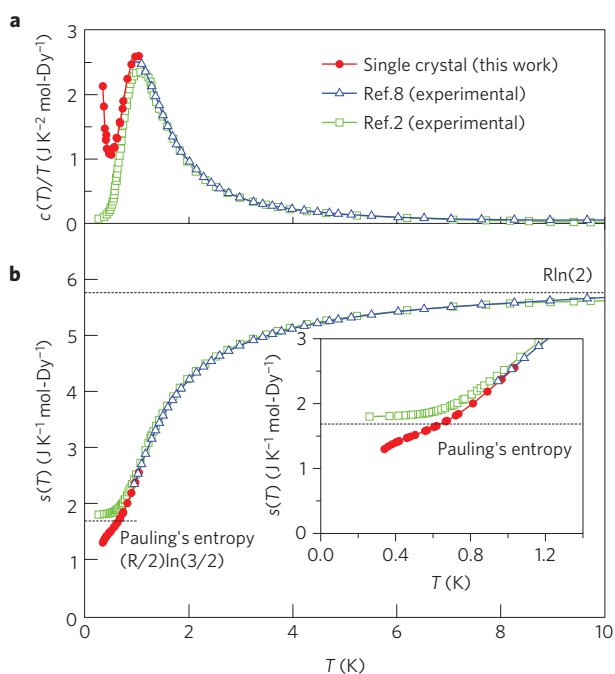 a
3
2
1
0
c(T)/T (J K⁻² mol-Dy⁻¹)
Single crystal (this work)
Ref.8 (experimental)
Ref.2 (experimental)
b
6
5
4
3
2
1
0
s(T) (J K⁻¹ mol-Dy⁻¹)
Rln(2)
Pauling's entropy
(R/2)ln(3/2)
3
2
1
0
s(T) (J K⁻¹ mol-Dy⁻¹)
Pauling's entropy
0.0 0.4 0.8 1.2
T (K)
0 2 4 6 8 10
T (K)